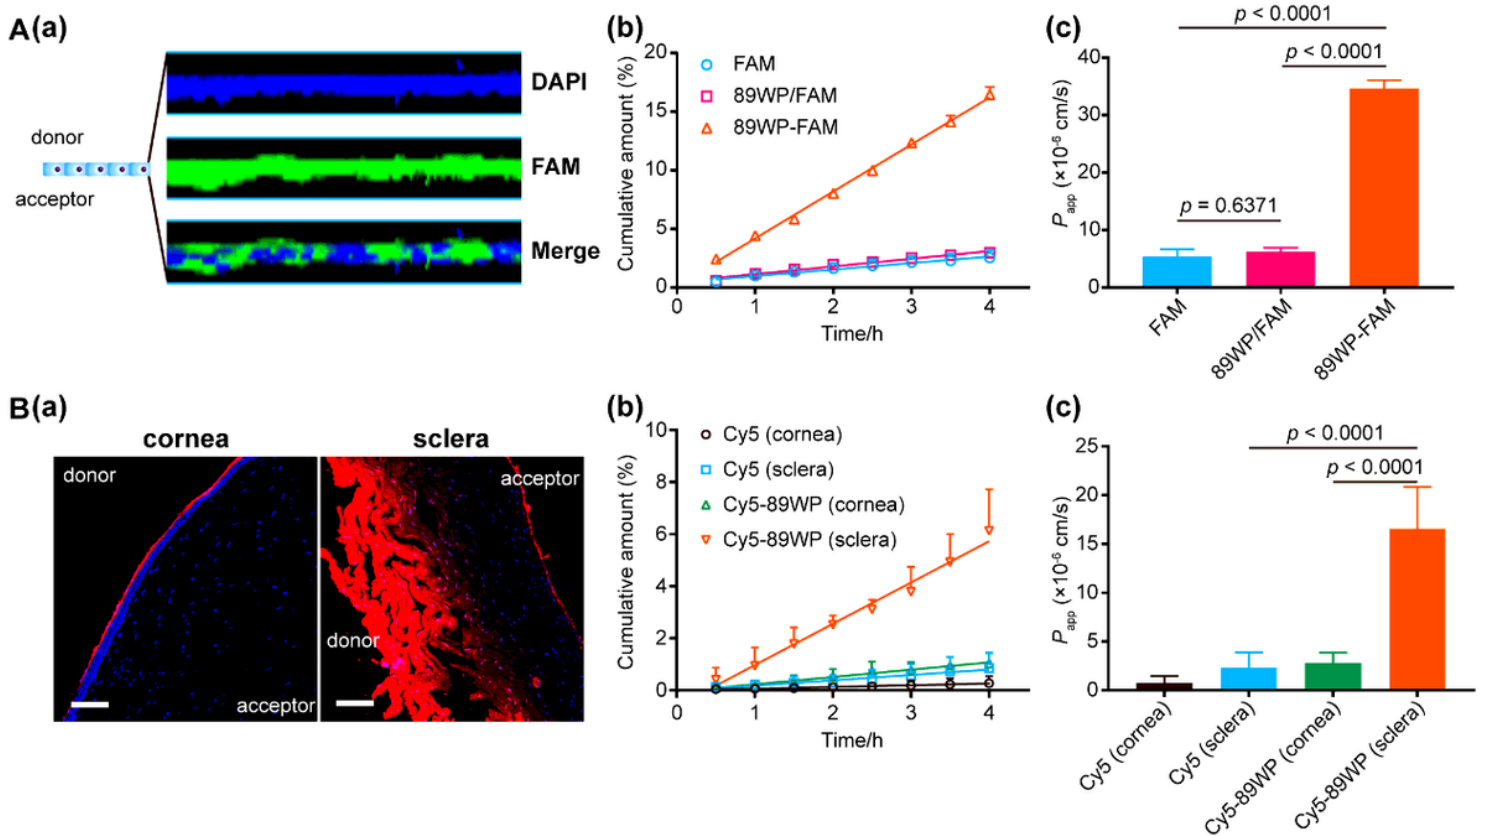 A(a)
DAPI
FAM
Merge
donor
acceptor
(b)
Cumulative amount (%)
20
15
10
5
0
FAM
89WP/FAM
89WP-FAM
0 1 2 3 4
Time/h
(c)
p < 0.0001
p < 0.0001
p = 0.6371
Papp (×10-6 cm/s)
40
30
20
10
0
FAM
89WP/FAM
89WP-FAM
B(a)
cornea
sclera
donor
acceptor
acceptor
donor
(b)
Cumulative amount (%)
10
8
6
4
2
0
Cy5 (cornea)
Cy5 (sclera)
Cy5-89WP (cornea)
Cy5-89WP (sclera)
0 1 2 3 4
Time/h
(c)
p < 0.0001
p < 0.0001
Papp (×10-6 cm/s)
25
20
15
10
5
0
Cy5 (cornea)
Cy5 (sclera)
Cy5-89WP (cornea)
Cy5-89WP (sclera)